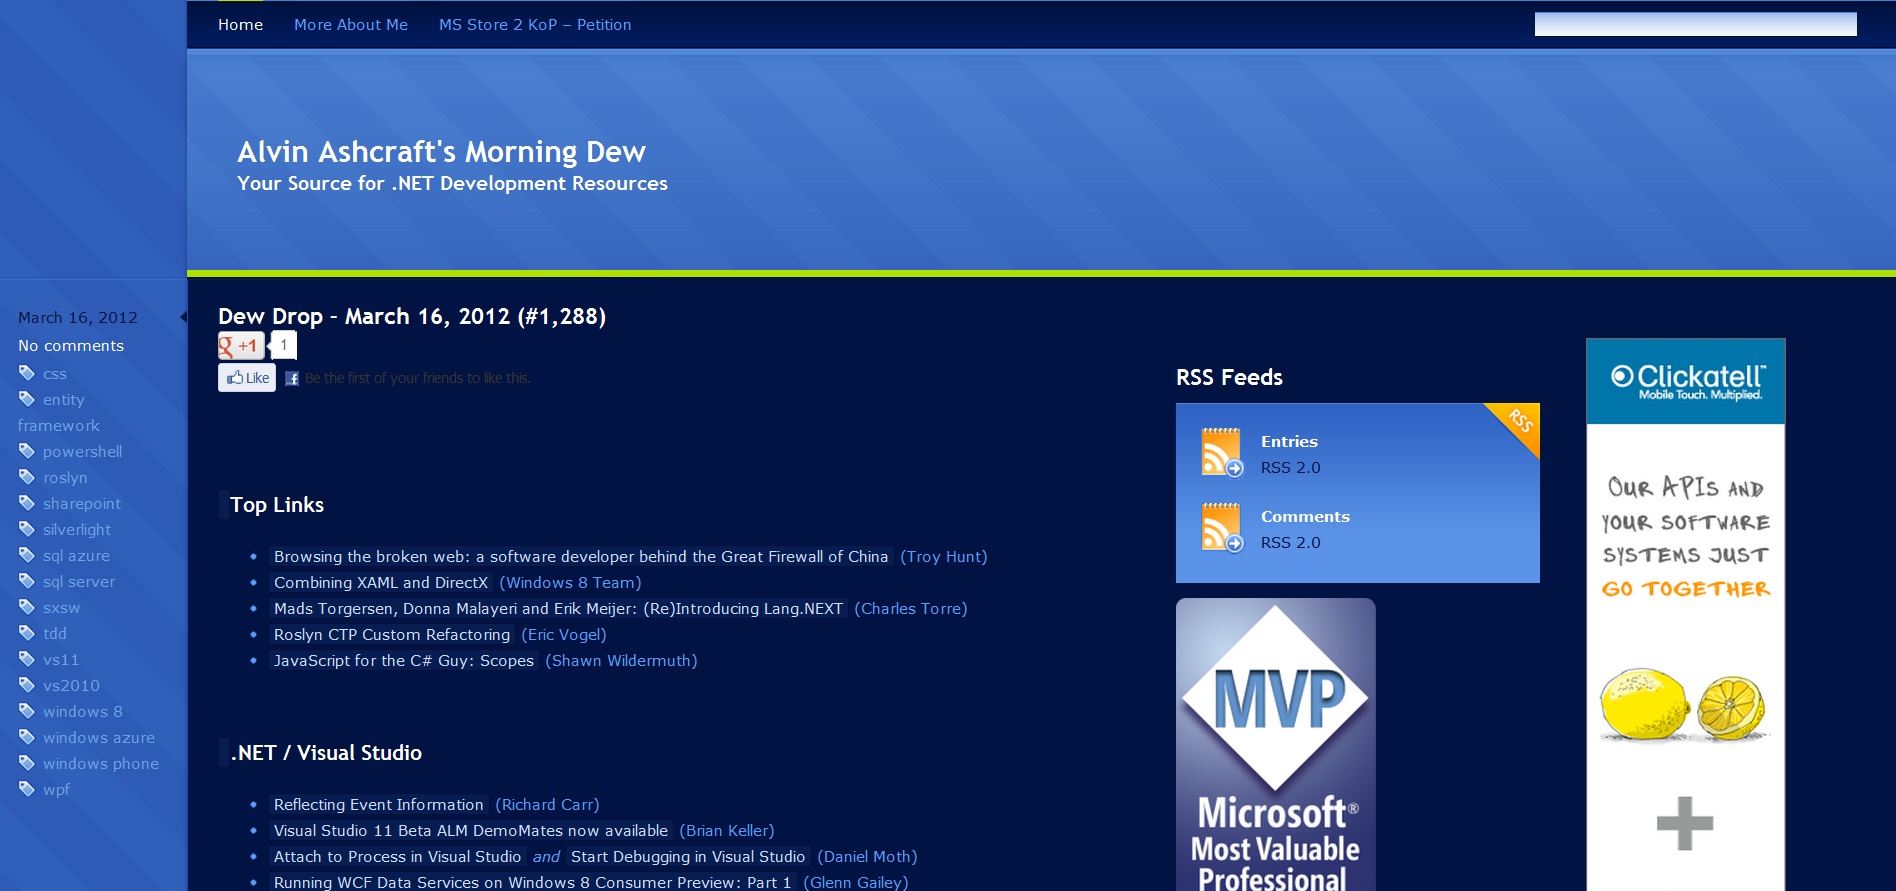 Home More About Me MS Store 2 KoP – Petition
Alvin Ashcraft's Morning Dew
Your Source for .NET Development Resources
March 16, 2012
No comments
css
entity
framework
powershell
roslyn
sharepoint
silverlight
sql azure
sql server
sxsw
tdd
vs11
vs2010
windows 8
windows azure
windows phone
wpf
Dew Drop – March 16, 2012 (#1,288)
g +1 1
Like f Be the first of your friends to like this.
Top Links
Browsing the broken web: a software developer behind the Great Firewall of China (Troy Hunt)
Combining XAML and DirectX (Windows 8 Team)
Mads Torgersen, Donna Malayeri and Erik Meijer: (Re)Introducing Lang.NEXT (Charles Torre)
Roslyn CTP Custom Refactoring (Eric Vogel)
JavaScript for the C# Guy: Scopes (Shawn Wildermuth)
.NET / Visual Studio
Reflecting Event Information (Richard Carr)
Visual Studio 11 Beta ALM DemoMates now available (Brian Keller)
Attach to Process in Visual Studio and Start Debugging in Visual Studio (Daniel Moth)
Running WCF Data Services on Windows 8 Consumer Preview: Part 1 (Glenn Gailey)
RSS Feeds
RSS
Entries
RSS 2.0
Comments
RSS 2.0
MVP
Microsoft®
Most Valuable
Professional
Clickatell™
Mobile Touch. Multiplied.
OUR APIS AND
YOUR SOFTWARE
SYSTEMS JUST
GO TOGETHER
+